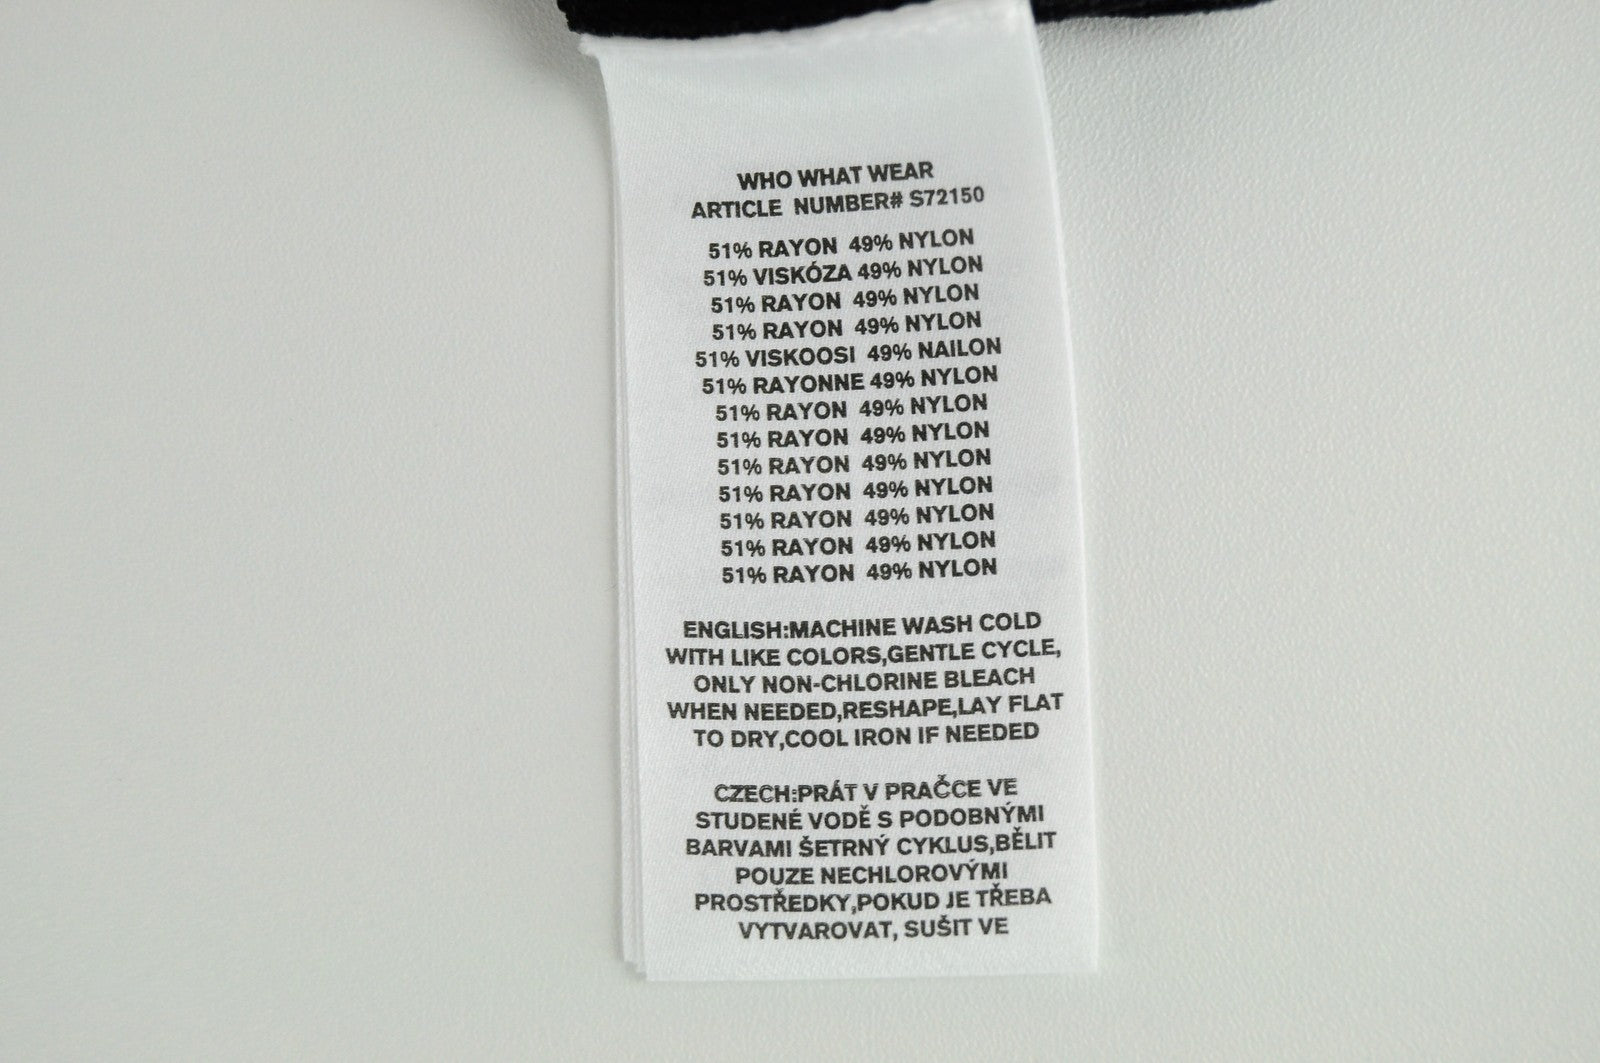 WHO WHAT WEAR
ARTICLE NUMBER# S72150
51% RAYON 49% NYLON
51% VISKÓZA 49% NYLON
51% RAYON 49% NYLON
51% RAYON 49% NYLON
51% VISKOOSI 49% NAILON
51% RAYONNE 49% NYLON
51% RAYON 49% NYLON
51% RAYON 49% NYLON
51% RAYON 49% NYLON
51% RAYON 49% NYLON
51% RAYON 49% NYLON
51% RAYON 49% NYLON
51% RAYON 49% NYLON
ENGLISH:MACHINE WASH COLD
WITH LIKE COLORS,GENTLE CYCLE,
ONLY NON-CHLORINE BLEACH
WHEN NEEDED,RESHAPE,LAY FLAT
TO DRY,COOL IRON IF NEEDED
CZECH:PRÁT V PRAČCE VE
STUDENÉ VODĚ S PODOBNÝMI
BARVAMI ŠETRNÝ CYKLUS,BĚLIT
POUZE NECHLOROVÝMI
PROSTŘEDKY,POKUD JE TŘEBA
VYTVAROVAT, SUŠIT VE